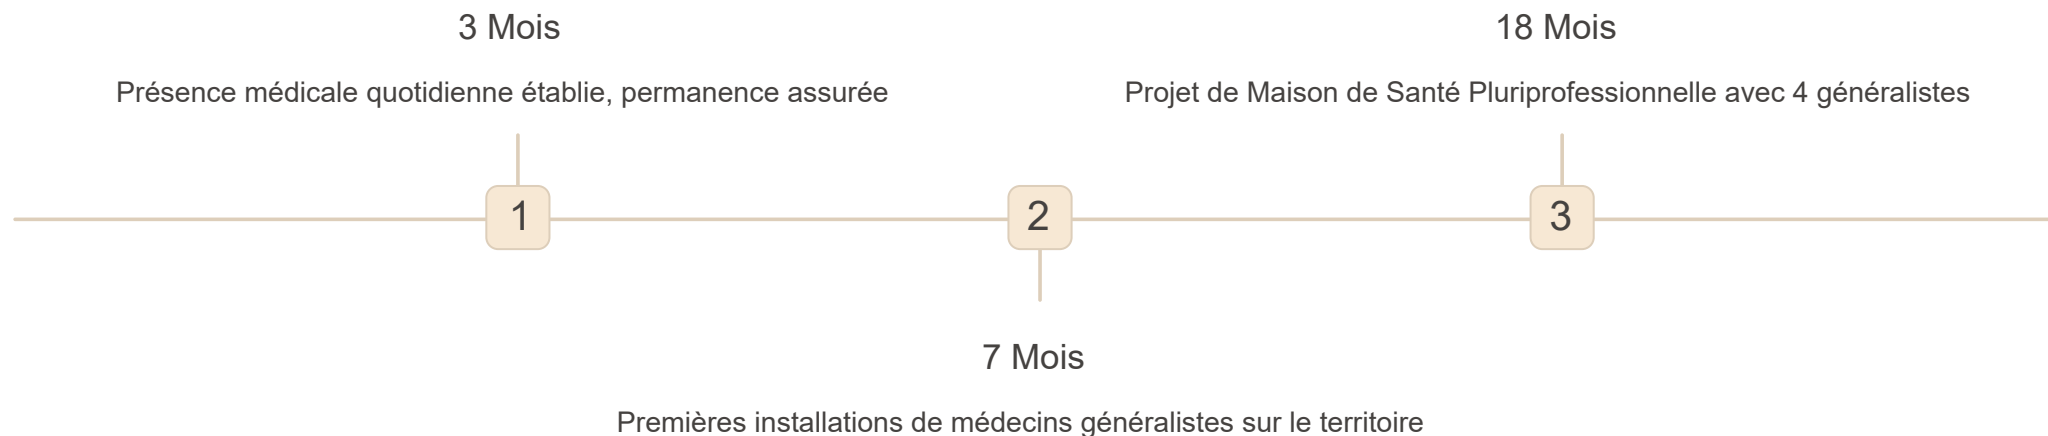 3 Mois
Présence médicale quotidienne établie, permanence assurée
18 Mois
Projet de Maison de Santé Pluriprofessionnelle avec 4 généralistes
1
2
3
7 Mois
Premières installations de médecins généralistes sur le territoire